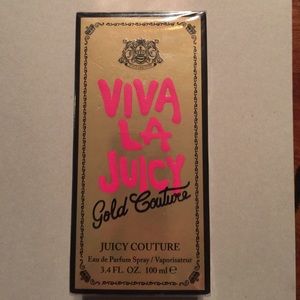 VIVA
LA
JUICY
Gold Couture
JUICY COUTURE
Eau de Parfum Spray / Vaporisateur
3.4 FL. OZ. 100 ml ℮